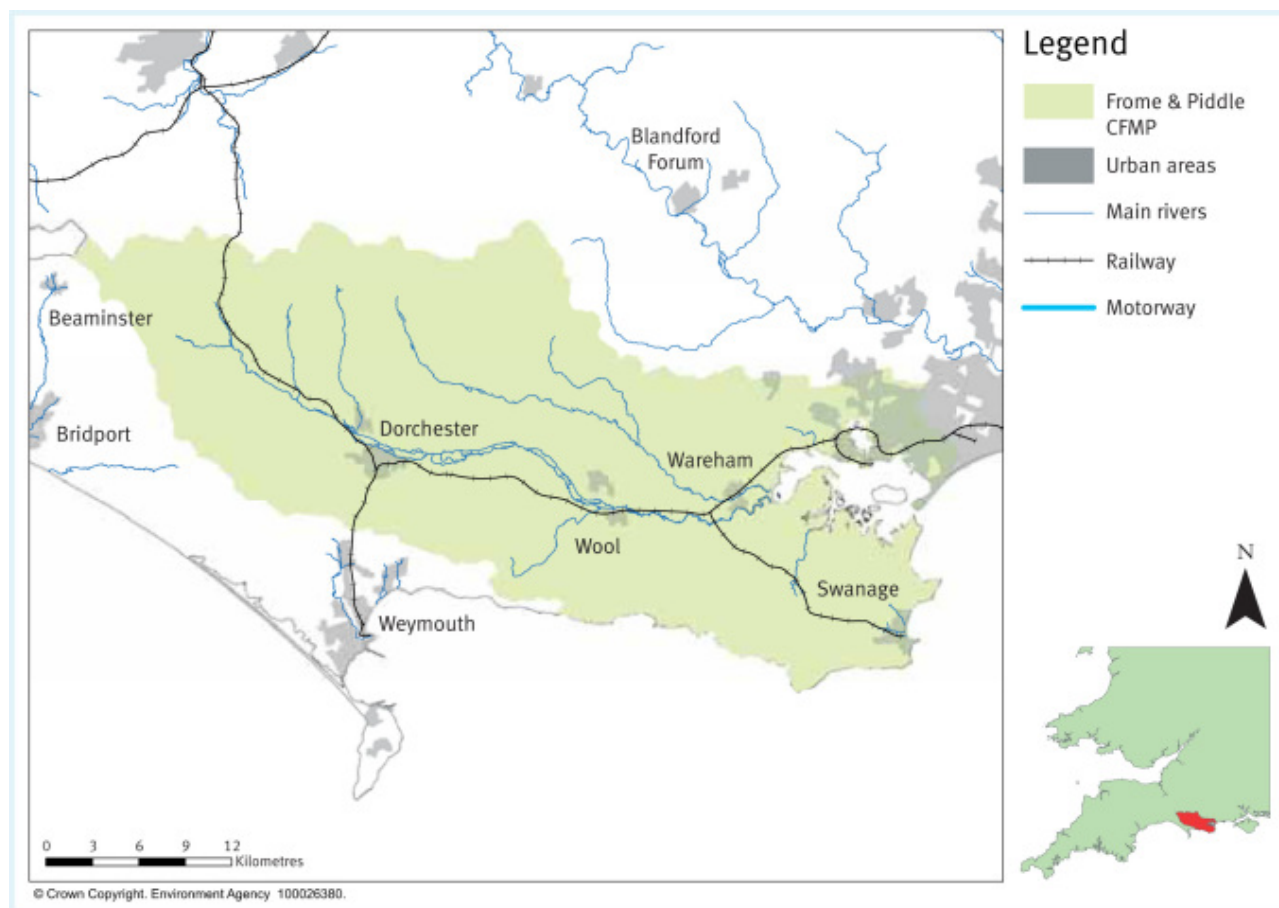 Legend
Frome & Piddle
CFMP
Urban areas
Main rivers
Railway
Motorway
Blandford
Forum
Beaminster
Bridport
Dorchester
Wareham
Wool
Swanage
Weymouth
N
0 3 6 9 12
Kilometres
© Crown Copyright. Environment Agency 100026380.